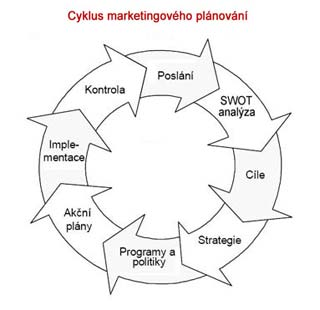 Cyklus marketingového plánování
Poslání
SWOT
analýza
Cíle
Strategie
Programy a
politiky
Akční
plány
Imple-
mentace
Kontrola